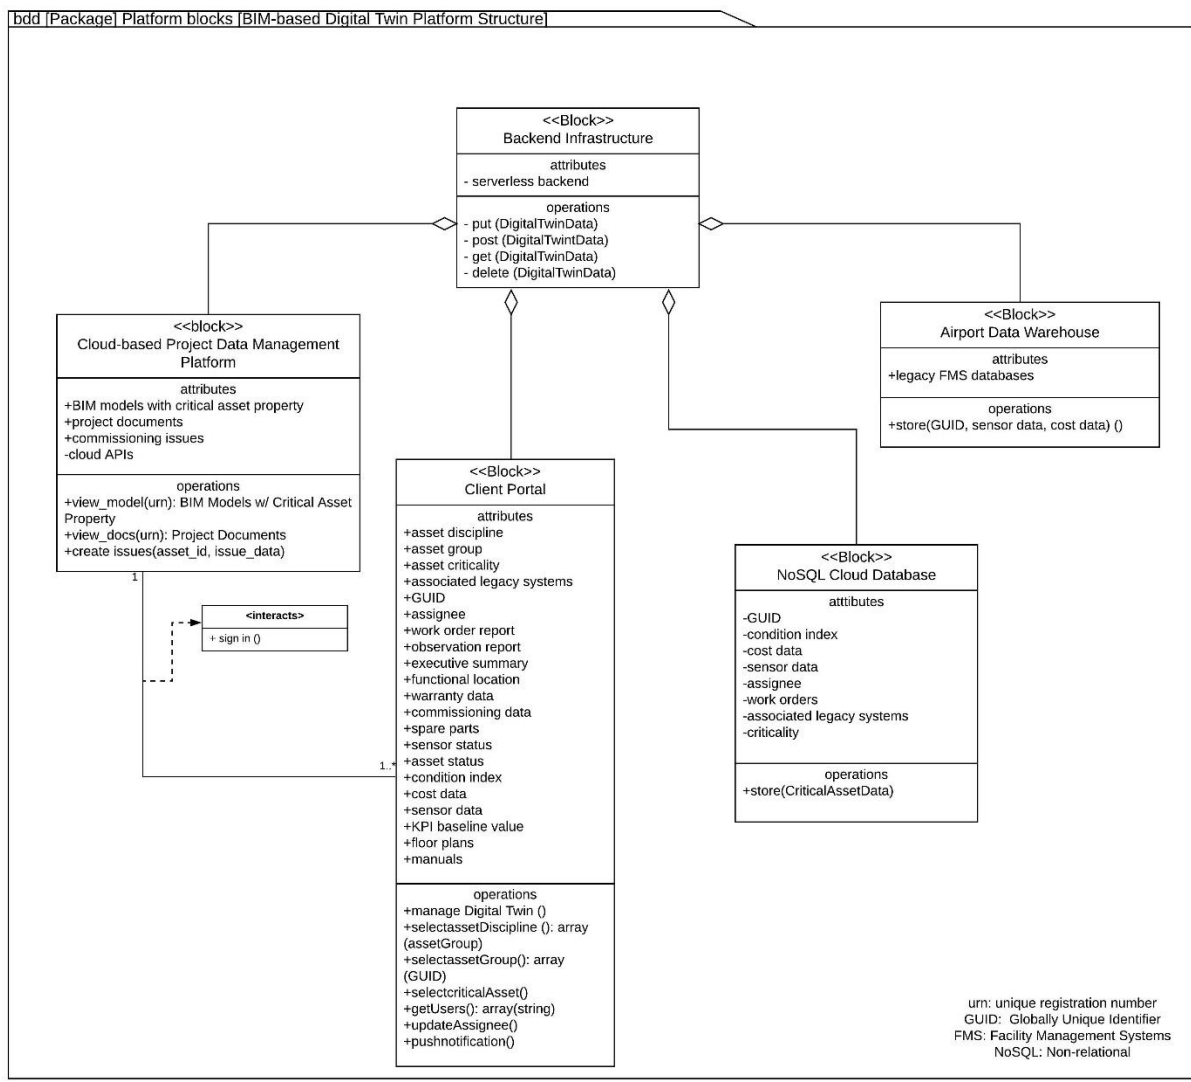 bdd [Package] Platform blocks [BIM-based Digital Twin Platform Structure]
<<Block>>
Backend Infrastructure
attributes
- serverless backend
operations
- put (DigitalTwinData)
- post (DigitalTwintData)
- get (DigitalTwinData)
- delete (DigitalTwinData)
<<block>>
Cloud-based Project Data Management
Platform
attributes
+BIM models with critical asset property
+project documents
+commissioning issues
-cloud APIs
operations
+view_model(urn): BIM Models w/ Critical Asset
Property
+view_docs(urn): Project Documents
+create issues(asset_id, issue_data)
1
<interacts>
+ sign in ()
1..*
<<Block>>
Client Portal
attributes
+asset discipline
+asset group
+asset criticality
+associated legacy systems
+GUID
+assignee
+work order report
+observation report
+executive summary
+functional location
+warranty data
+commissioning data
+spare parts
+sensor status
+asset status
+condition index
+cost data
+sensor data
+KPI baseline value
+floor plans
+manuals
operations
+manage Digital Twin ()
+selectassetDiscipline (): array
(assetGroup)
+selectassetGroup(): array
(GUID)
+selectcriticalAsset()
+getUsers(): array(string)
+updateAssignee()
+pushnotification()
<<Block>>
NoSQL Cloud Database
atttibutes
-GUID
-condition index
-cost data
-sensor data
-assignee
-work orders
-associated legacy systems
-criticality
operations
+store(CriticalAssetData)
<<Block>>
Airport Data Warehouse
attributes
+legacy FMS databases
operations
+store(GUID, sensor data, cost data) ()
urn: unique registration number
GUID: Globally Unique Identifier
FMS: Facility Management Systems
NoSQL: Non-relational